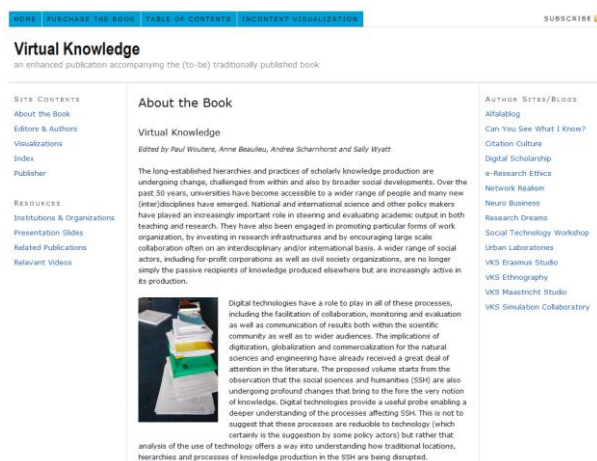 HOME PURCHASE THE BOOK TABLE OF CONTENTS INCONTEXT VISUALIZATION SUBSCRIBE
Virtual Knowledge
an enhanced publication accompanying the (to-be) traditionally published book
SITE CONTENTS
About the Book
Editors & Authors
Visualizations
Index
Publisher
RESOURCES
Institutions & Organizations
Presentation Slides
Related Publications
Relavant Videos
About the Book
Virtual Knowledge
Edited by Paul Wouters, Anne Beaulieu, Andrea Scharnhorst and Sally Wyatt
The long-established hierarchies and practices of scholarly knowledge production are
undergoing change, challenged from within and also by broader social developments. Over the
past 50 years, universities have become accessible to a wider range of people and many new
(inter)disciplines have emerged. National and international science and other policy makers
have played an increasingly important role in steering and evaluating academic output in both
teaching and research. They have also been engaged in promoting particular forms of work
organization, by investing in research infrastructures and by encouraging large scale
collaboration often on an interdisciplinary and/or international basis. A wider range of social
actors, including for-profit corporations as well as civil society organizations, are no longer
simply the passive recipients of knowledge produced elsewhere but are increasingly active in
its production.
Digital technologies have a role to play in all of these processes,
including the facilitation of collaboration, monitoring and evaluation
as well as communication of results both within the scientific
community as well as to wider audiences. The implications of
digitization, globalization and commercialization for the natural
sciences and engineering have already received a great deal of
attention in the literature. The proposed volume starts from the
observation that the social sciences and humanities (SSH) are also
undergoing profound changes that bring to the fore the very notion
of knowledge. Digital technologies provide a useful probe enabling a
deeper understanding of the processes affecting SSH. This is not to
suggest that these processes are reducible to technology (which
certainly is the suggestion by some policy actors) but rather that
analysis of the use of technology offers a way into understanding how traditional locations,
hierarchies and processes of knowledge production in the SSH are being disrupted.
AUTHOR SITES/BLOGS
Alfalablog
Can You See What I Know?
Citation Culture
Digital Scholarship
e-Research Ethics
Network Realism
Neuro Business
Research Dreams
Social Technology Workshop
Urban Laboratories
VKS Erasmus Studio
VKS Ethnography
VKS Maastricht Studio
VKS Simulation Collaboratory